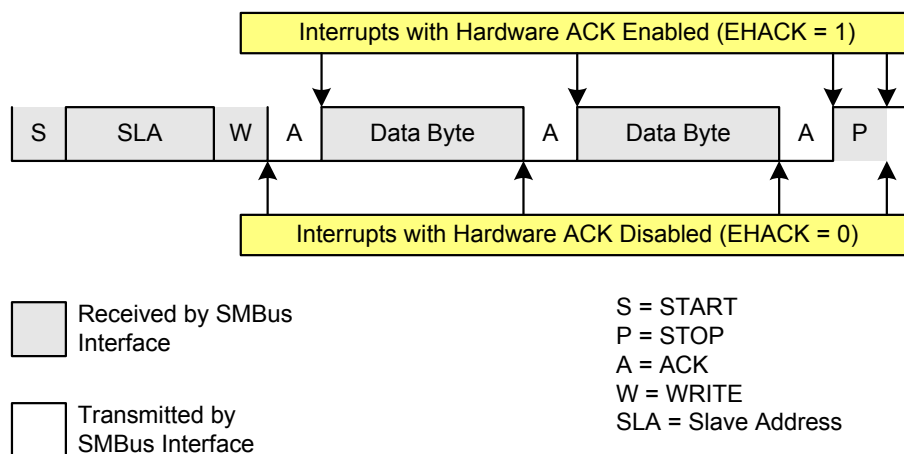 Interrupts with Hardware ACK Enabled (EHACK = 1)
S SLA W A Data Byte A Data Byte A P
Interrupts with Hardware ACK Disabled (EHACK = 0)
Received by SMBus
Interface
Transmitted by
SMBus Interface
S = START
P = STOP
A = ACK
W = WRITE
SLA = Slave Address